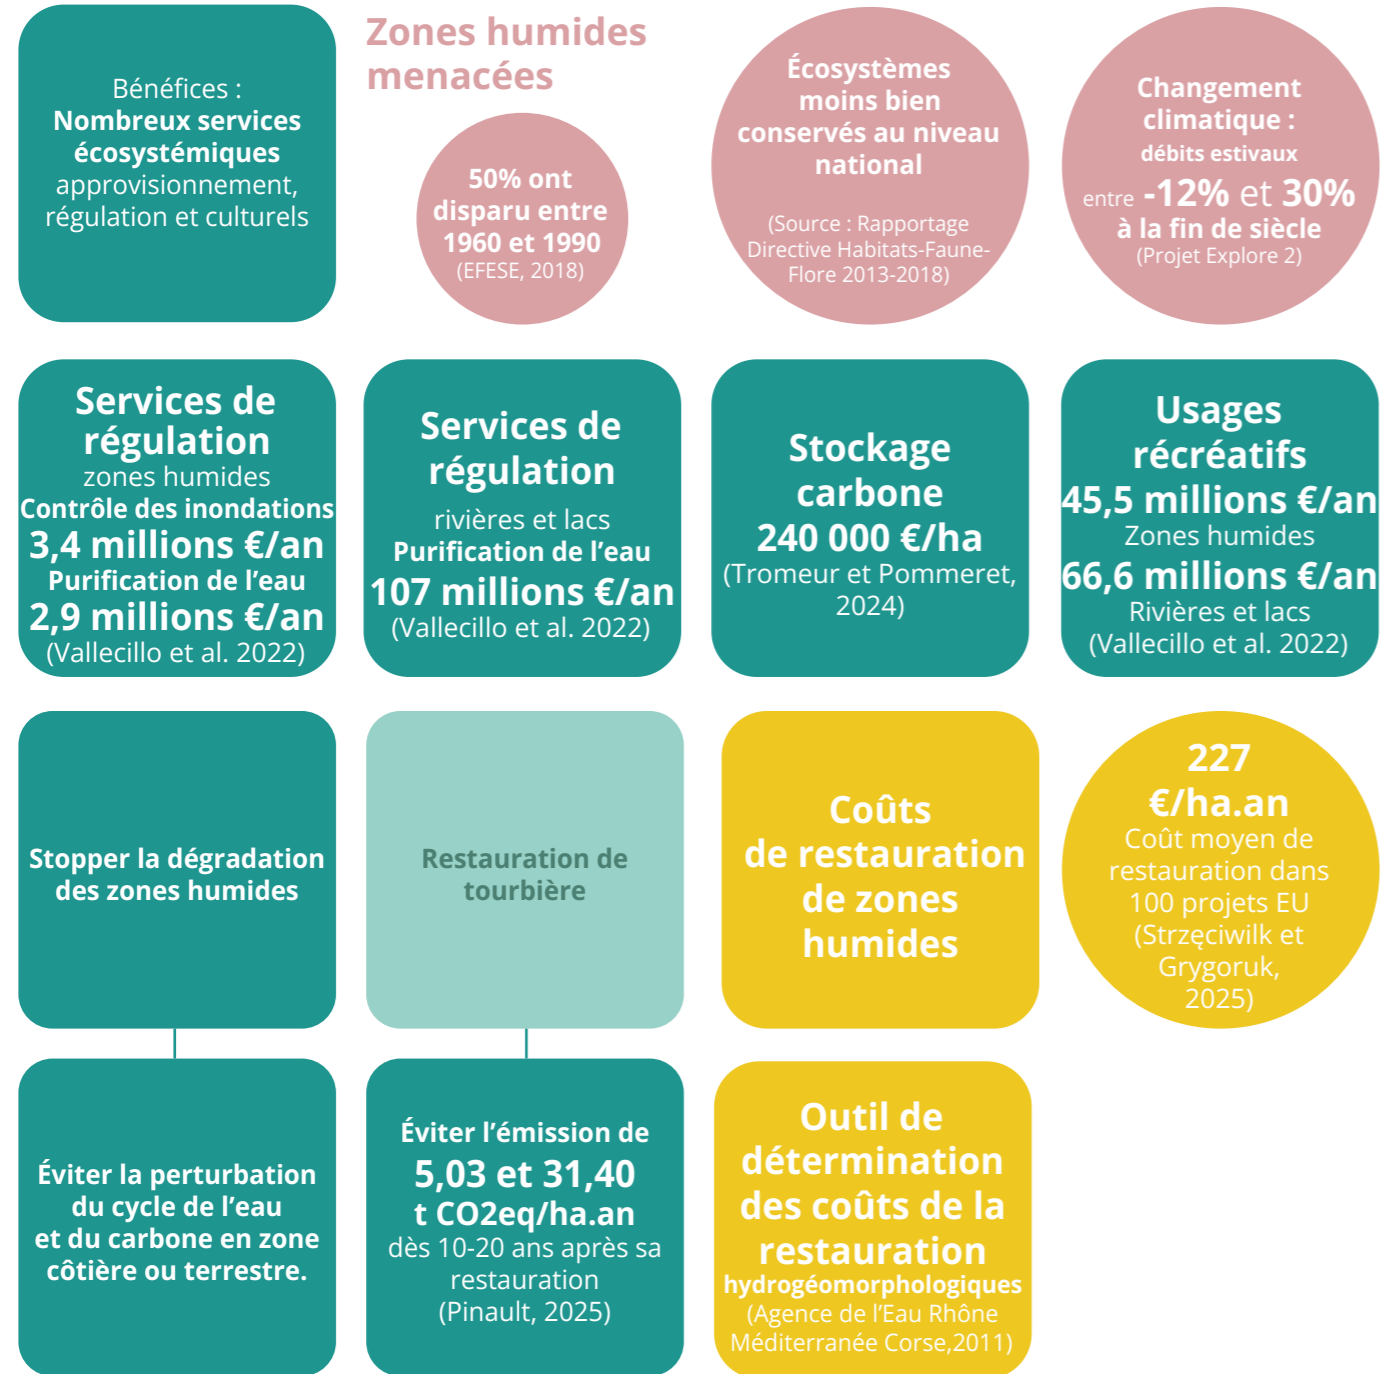 Bénéfices :
Nombreux services
écosystémiques
approvisionnement,
régulation et culturels
Zones humides
menacées
50% ont
disparu entre
1960 et 1990
(EFESE, 2018)
Écosystèmes
moins bien
conservés au niveau
national
(Source : Rapportage
Directive Habitats-Faune-
Flore 2013-2018)
Changement
climatique :
débits estivaux
entre -12% et 30%
à la fin de siècle
(Projet Explore 2)
Services de
régulation
zones humides
Contrôle des inondations
3,4 millions €/an
Purification de l’eau
2,9 millions €/an
(Vallecillo et al. 2022)
Services de
régulation
rivières et lacs
Purification de l’eau
107 millions €/an
(Vallecillo et al. 2022)
Stockage
carbone
240 000 €/ha
(Tromeur et Pommeret,
2024)
Usages
récréatifs
45,5 millions €/an
Zones humides
66,6 millions €/an
Rivières et lacs
(Vallecillo et al. 2022)
Stopper la dégradation
des zones humides
Restauration de
tourbière
Coûts
de restauration
de zones
humides
227
€/ha.an
Coût moyen de
restauration dans
100 projets EU
(Strzęciwilk et
Grygoruk,
2025)
Éviter la perturbation
du cycle de l’eau
et du carbone en zone
côtière ou terrestre.
Éviter l’émission de
5,03 et 31,40
t CO2eq/ha.an
dès 10-20 ans après sa
restauration
(Pinault, 2025)
Outil de
détermination
des coûts de la
restauration
hydrogéomorphologiques
(Agence de l’Eau Rhône
Méditerranée Corse,2011)